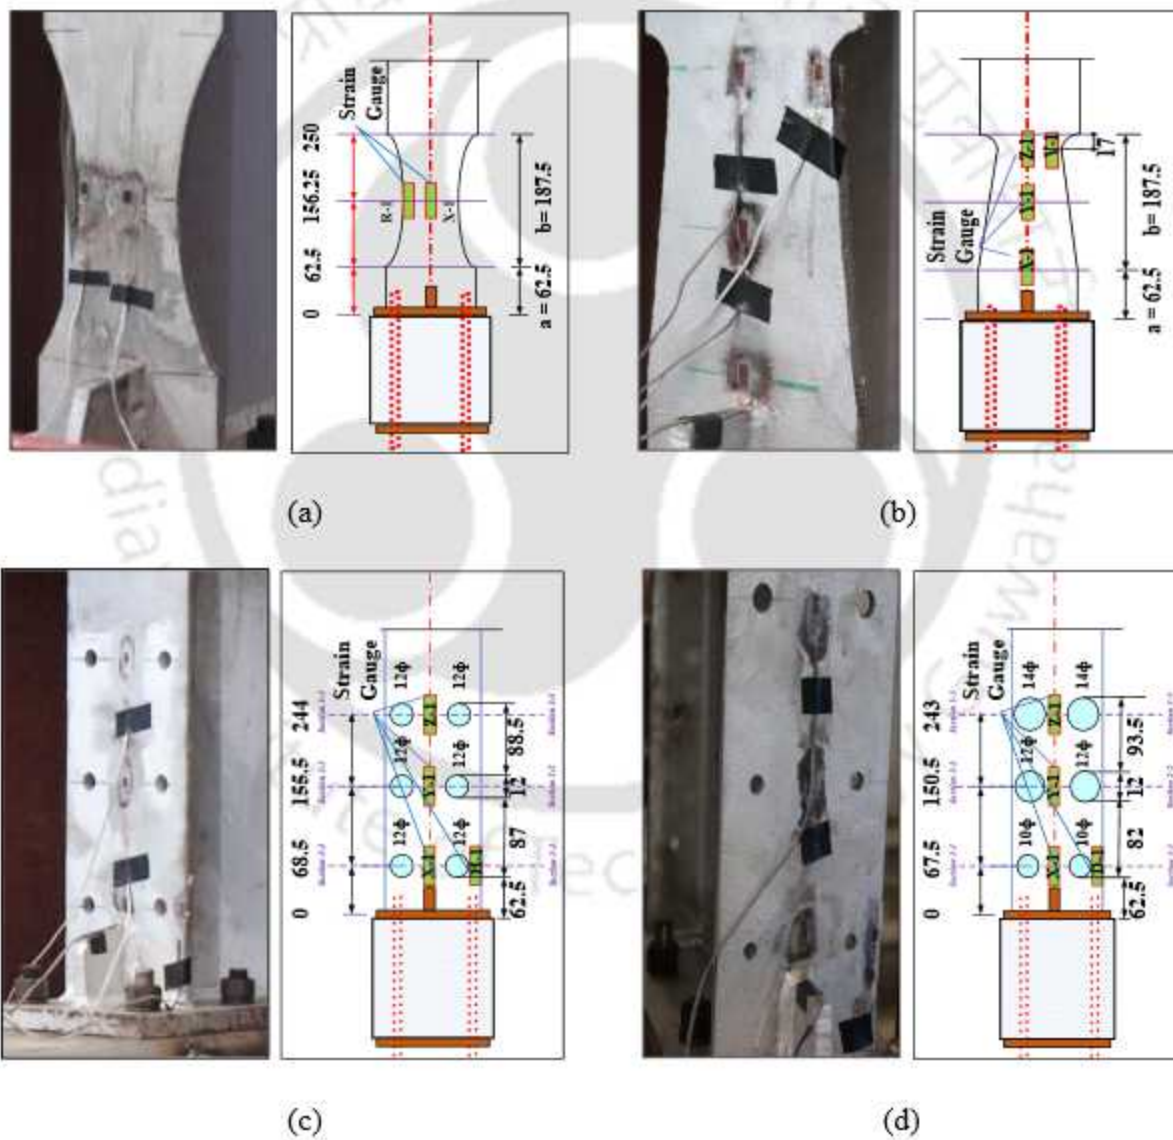 Strain
Gauge
250
156.25
62.5
0
R-1
X-1
b= 187.5
a = 62.5
(a)
Strain
Gauge
Z-1
V-1
Y-1
X-1
17
b= 187.5
a = 62.5
(b)
Strain
Gauge
244
155.5
68.5
0
12ϕ
12ϕ
12ϕ
12ϕ
12ϕ
12ϕ
Z-1
Y-1
X-1
88.5
12
87
62.5
(c)
Strain
Gauge
243
150.5
67.5
0
14ϕ
14ϕ
12ϕ
12ϕ
10ϕ
10ϕ
Z-1
Y-1
X-1
93.5
12
82
62.5
(d)